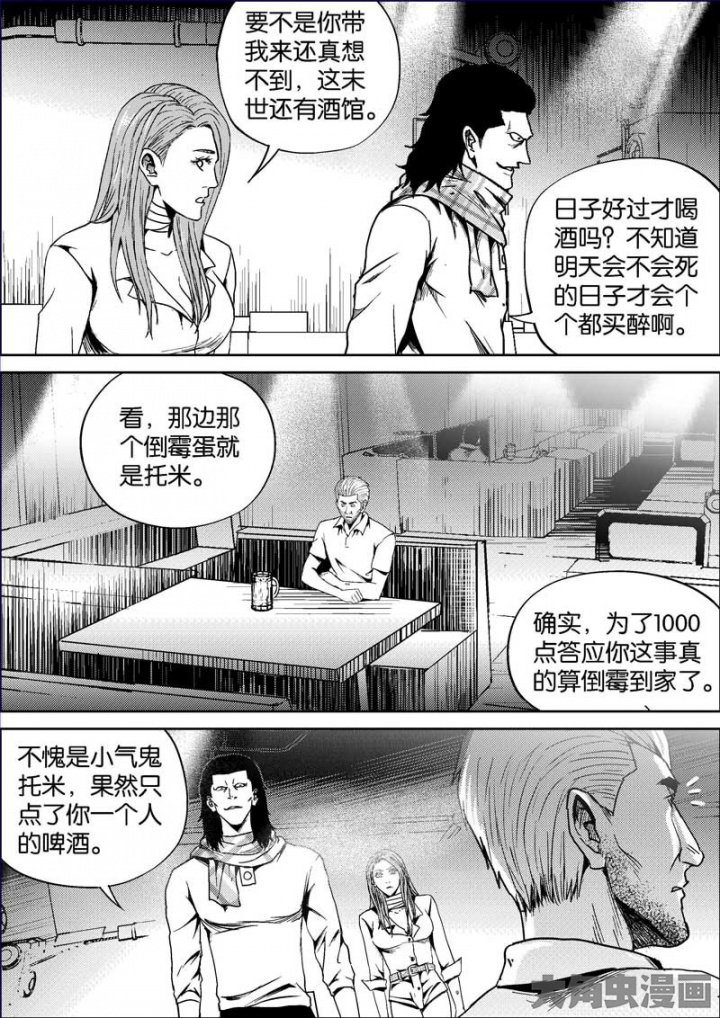 要不是你带
我来还真想
不到，这末
世还有酒馆。
日子好过才喝
酒吗？不知道
明天会不会死
的日子才会个
个都买醉啊。
看，那边那
个倒霉蛋就
是托米。
确实，为了1000
点答应你这事真
的算倒霉到家了。
不愧是小气鬼
托米，果然只
点了你一个人
的啤酒。
大角虫漫画